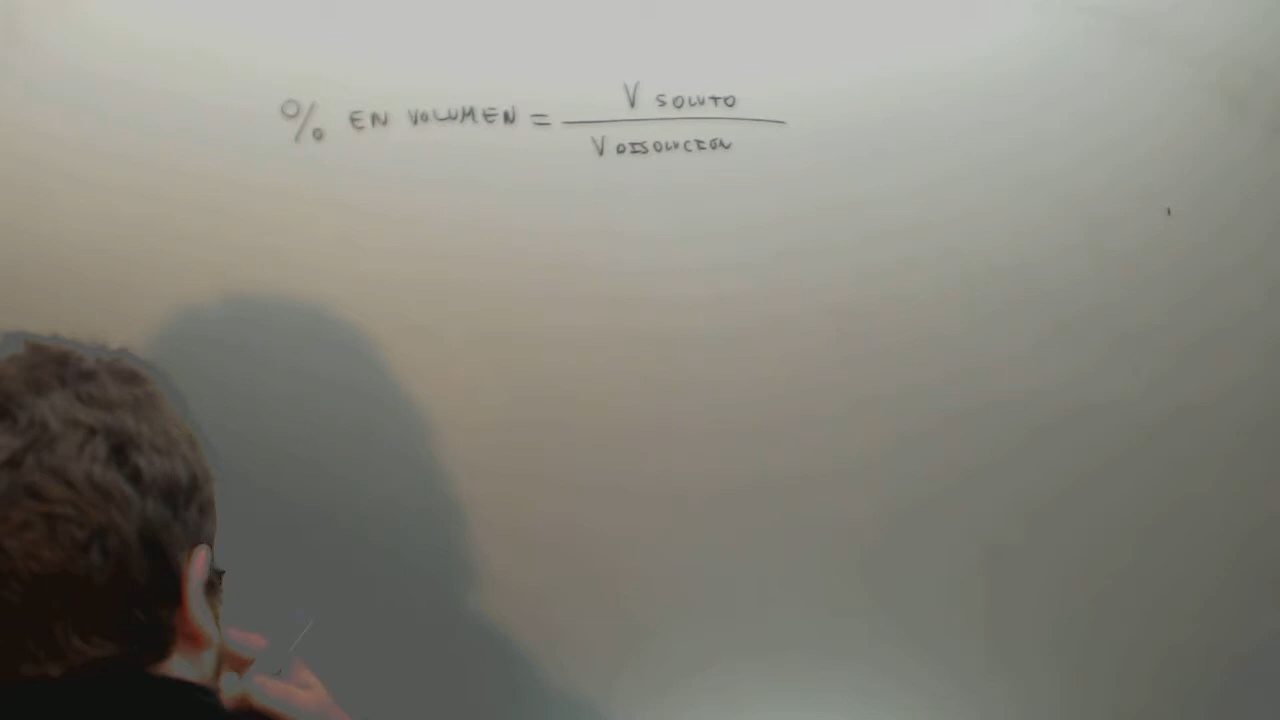 % EN VOLUMEN = V SOLUTO
V DISOLUCION